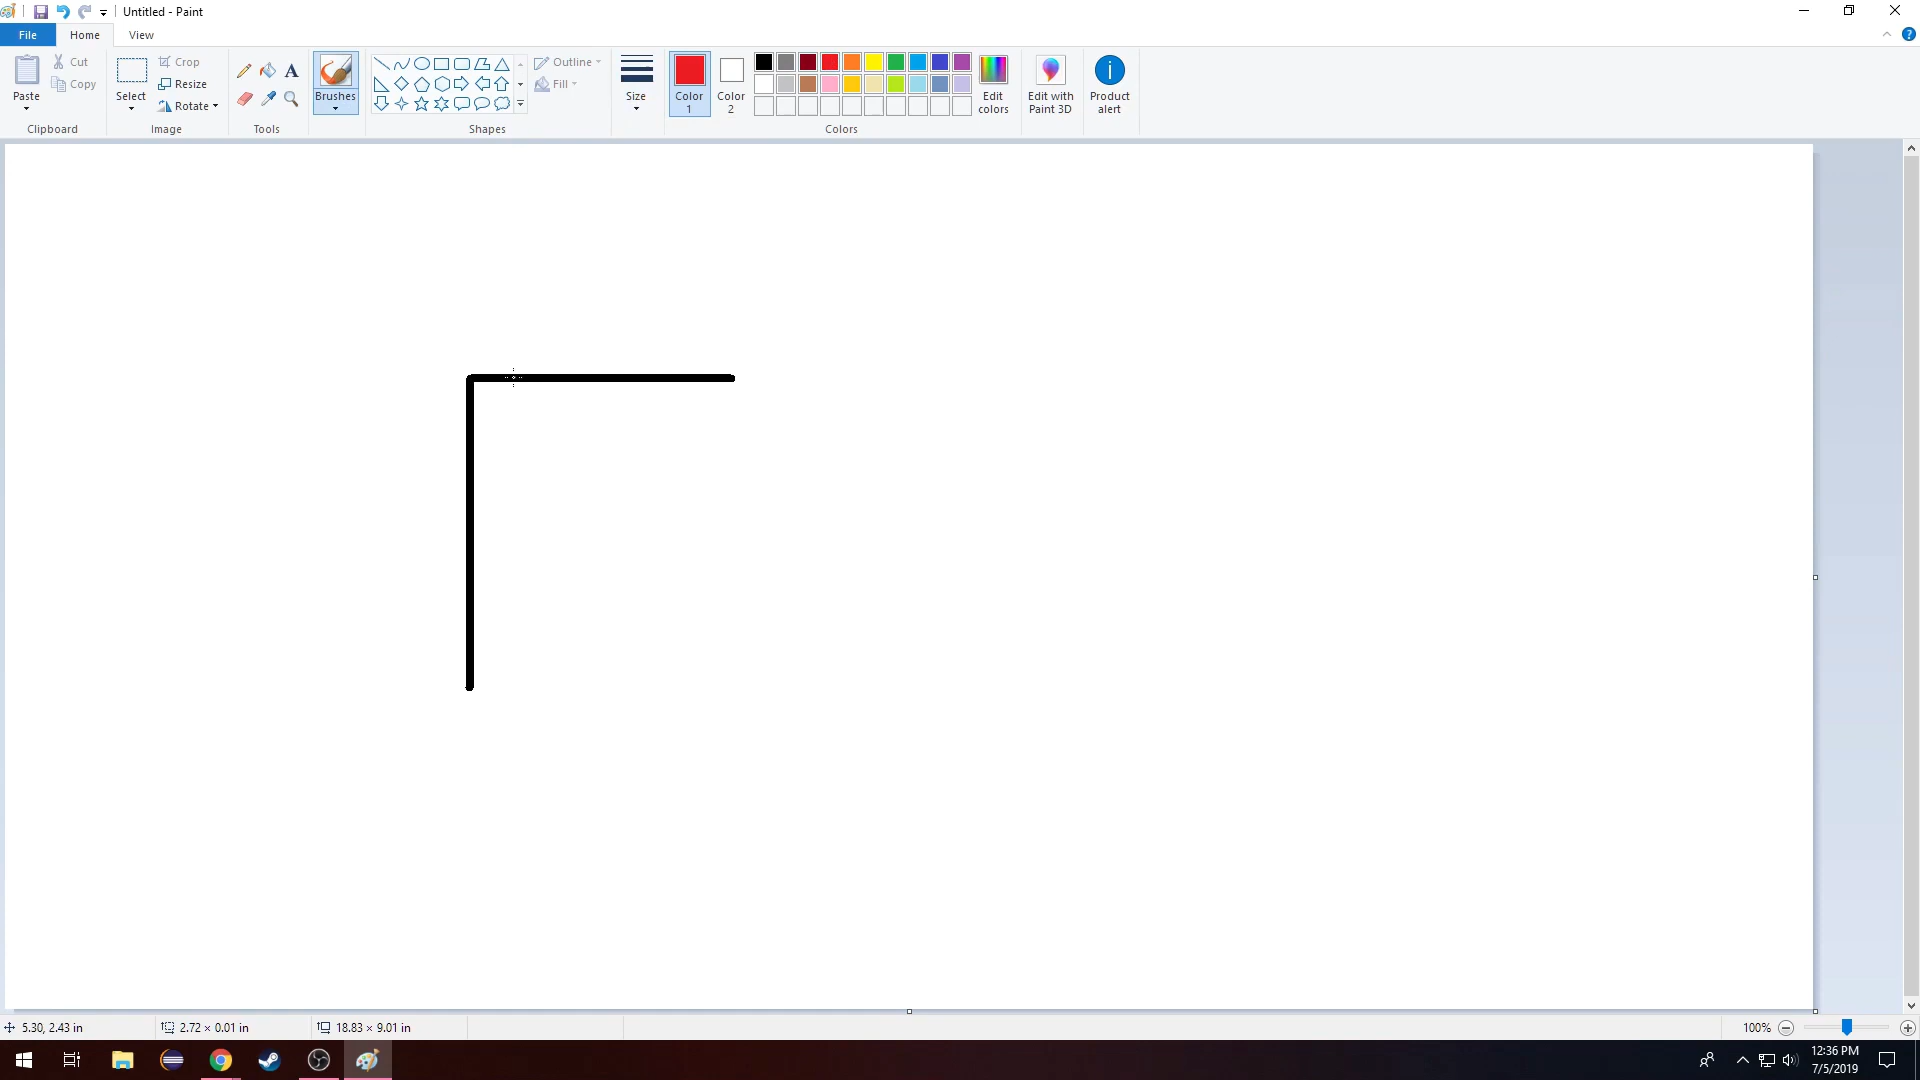 Untitled - Paint
File Home View
Paste
Cut
Copy
Clipboard
Select
Crop
Resize
Rotate
Image
A
Tools
Brushes
Shapes
Outline
Fill
Size
Color 1
Color 2
Colors
Edit colors
Edit with Paint 3D
Product alert
5.30, 2.43 in
2.72 × 0.01 in
18.83 × 9.01 in
100%
12:36 PM
7/5/2019